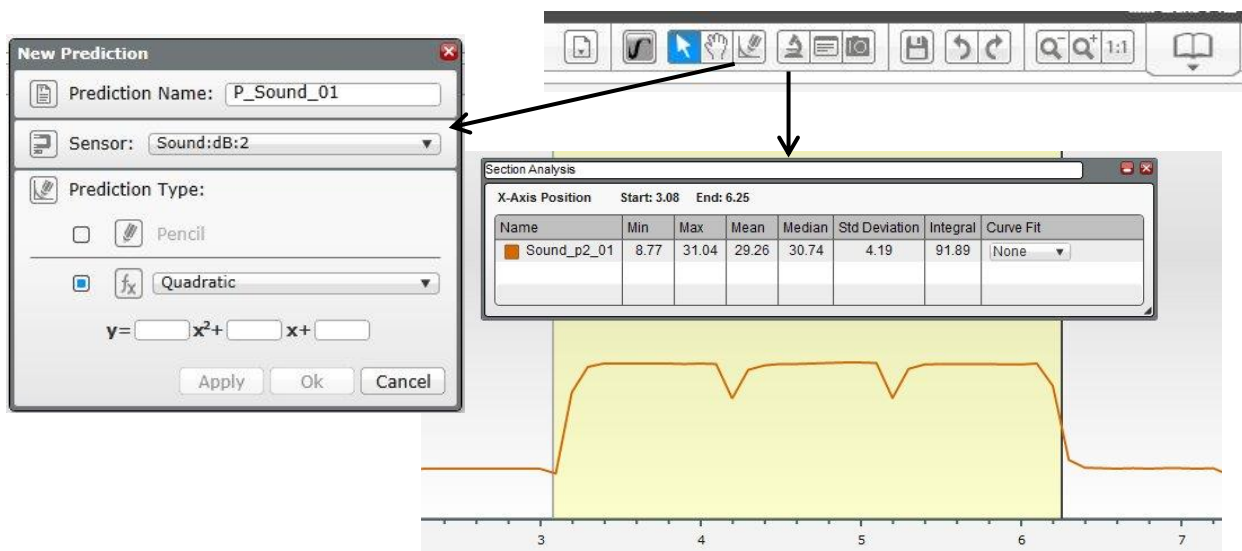 1:1
New Prediction
Prediction Name: P_Sound_01
Sensor: Sound:dB:2
Prediction Type:
Pencil
fx Quadratic
y= x²+ x+
Apply Ok Cancel
Section Analysis
X-Axis Position Start: 3.08 End: 6.25
Name Min Max Mean Median Std Deviation Integral Curve Fit
Sound_p2_01 8.77 31.04 29.26 30.74 4.19 91.89 None
3 4 5 6 7